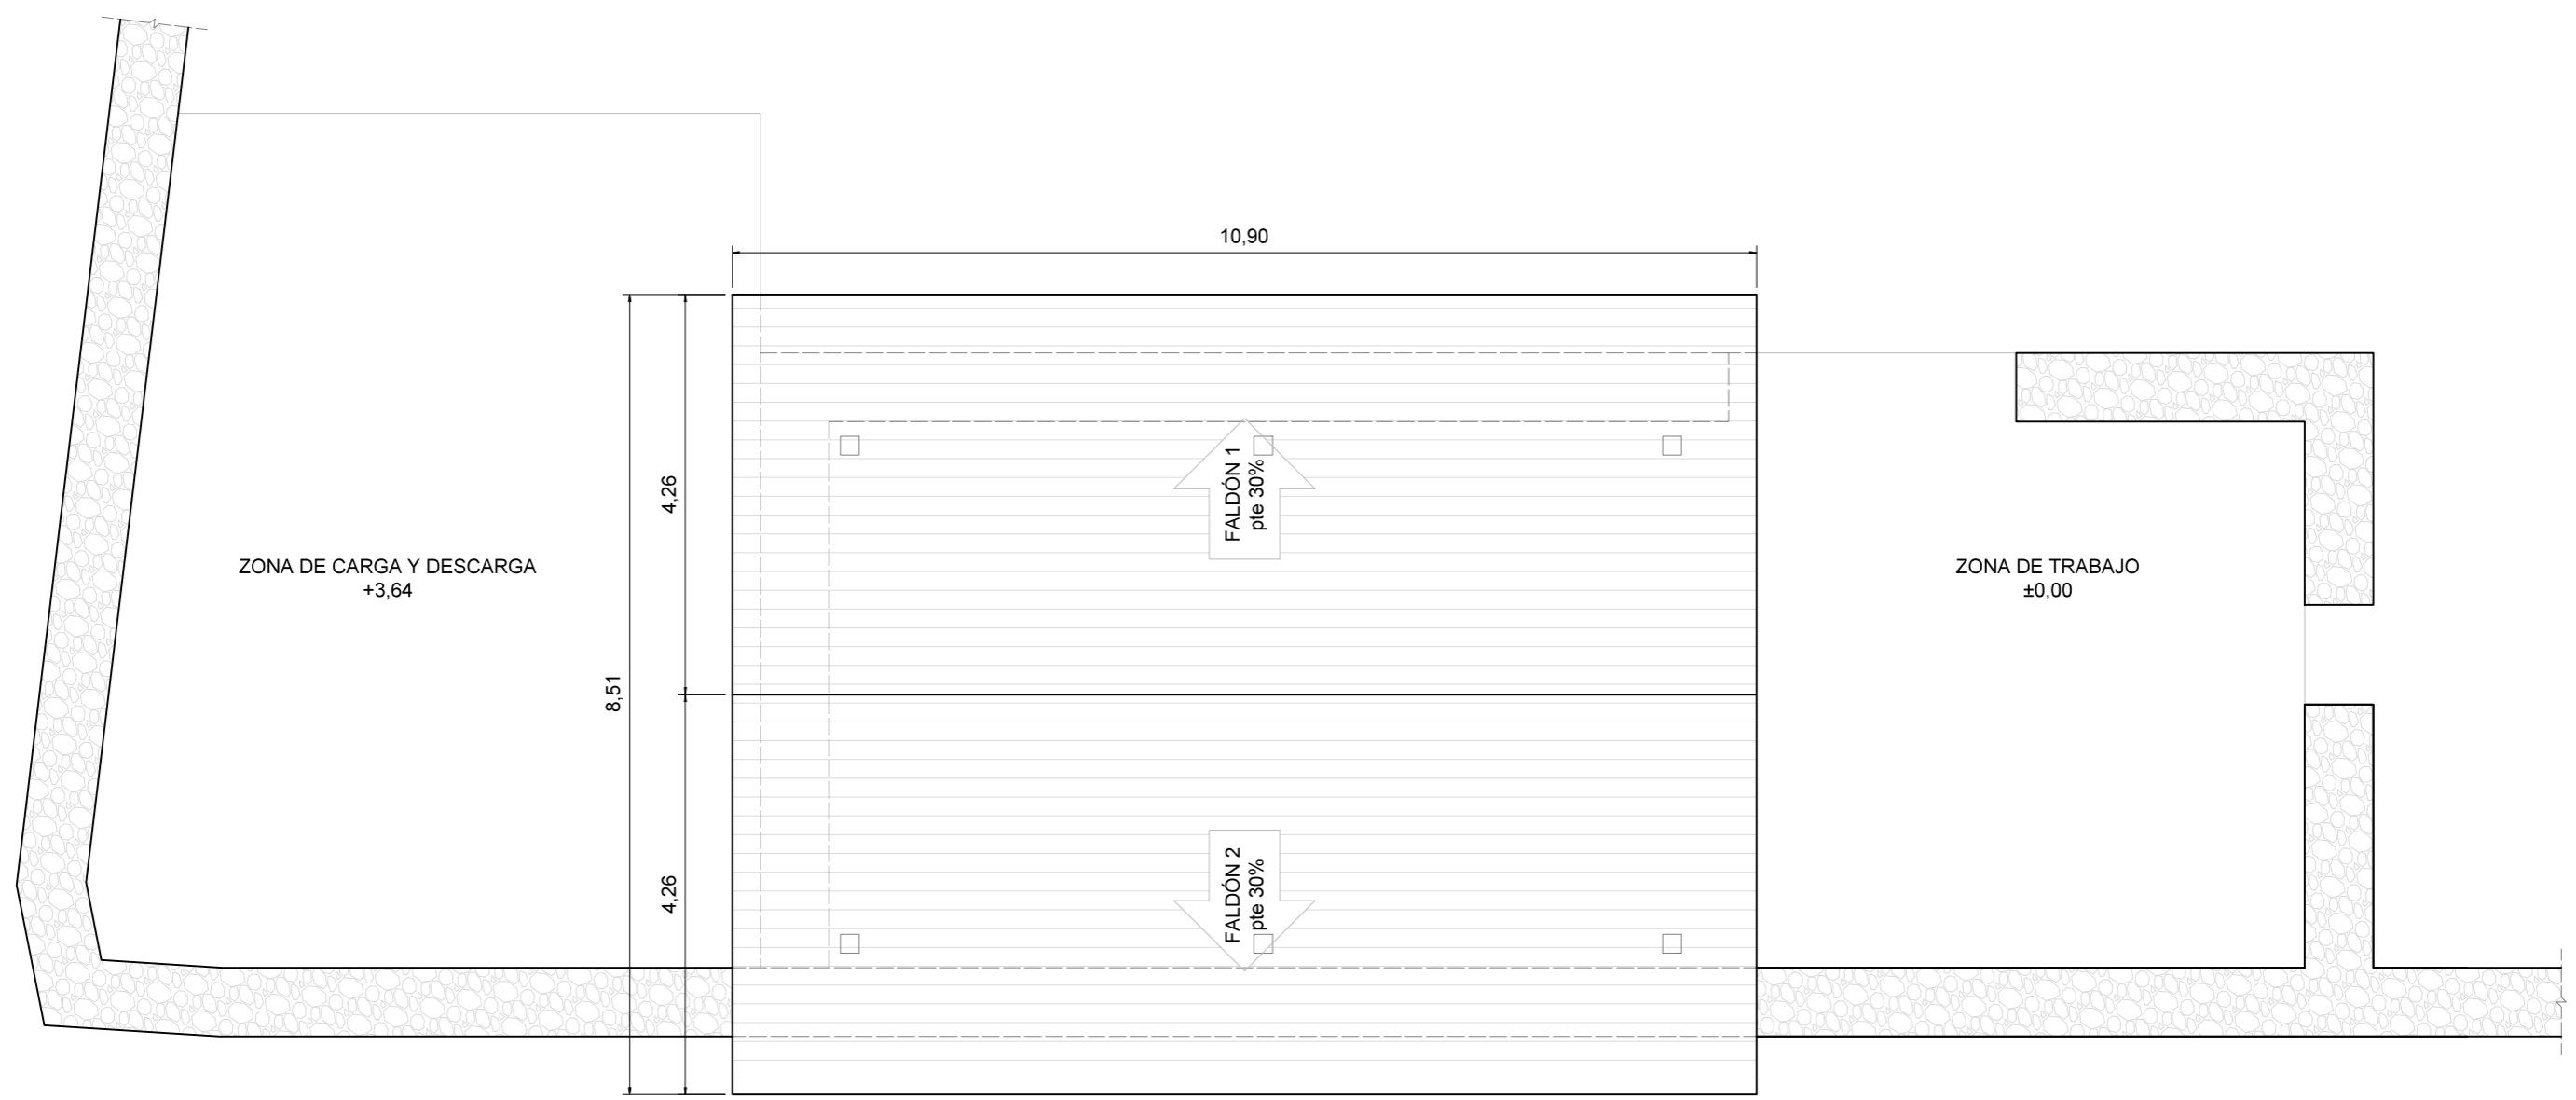 10,90
4,26
FALDÓN 1
pte 30%
ZONA DE CARGA Y DESCARGA
+3,64
ZONA DE TRABAJO
±0,00
8,51
4,26
FALDÓN 2
pte 30%